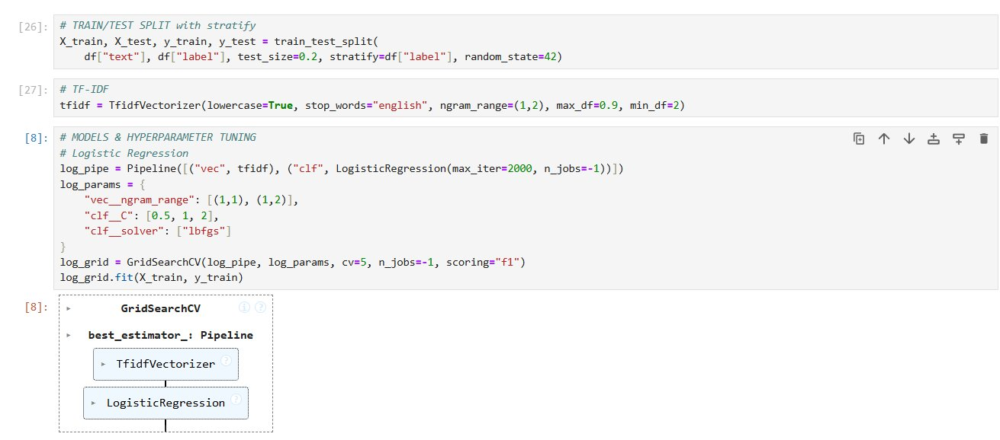 [26]: # TRAIN/TEST SPLIT with stratify
X_train, X_test, y_train, y_test = train_test_split(
    df["text"], df["label"], test_size=0.2, stratify=df["label"], random_state=42)
[27]: # TF-IDF
tfidf = TfidfVectorizer(lowercase=True, stop_words="english", ngram_range=(1,2), max_df=0.9, min_df=2)
[8]: # MODELS & HYPERPARAMETER TUNING
# Logistic Regression
log_pipe = Pipeline([("vec", tfidf), ("clf", LogisticRegression(max_iter=2000, n_jobs=-1))])
log_params = {
    "vec__ngram_range": [(1,1), (1,2)],
    "clf__C": [0.5, 1, 2],
    "clf__solver": ["lbfgs"]
}
log_grid = GridSearchCV(log_pipe, log_params, cv=5, n_jobs=-1, scoring="f1")
log_grid.fit(X_train, y_train)
[8]: GridSearchCV i ?
best_estimator_: Pipeline
TfidfVectorizer ?
LogisticRegression ?